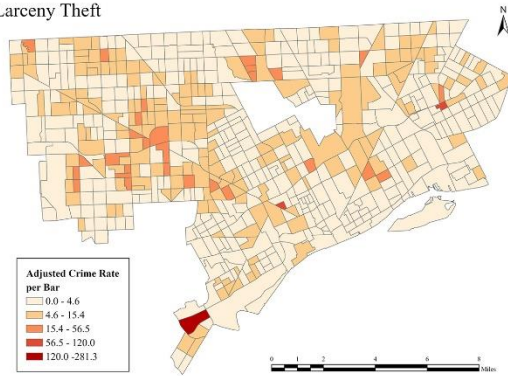 Larceny Theft
N
Adjusted Crime Rate
per Bar
0.0 - 4.6
4.6 - 15.4
15.4 - 56.5
56.5 - 120.0
120.0 -281.3
0 1 2 4 6 8
Miles